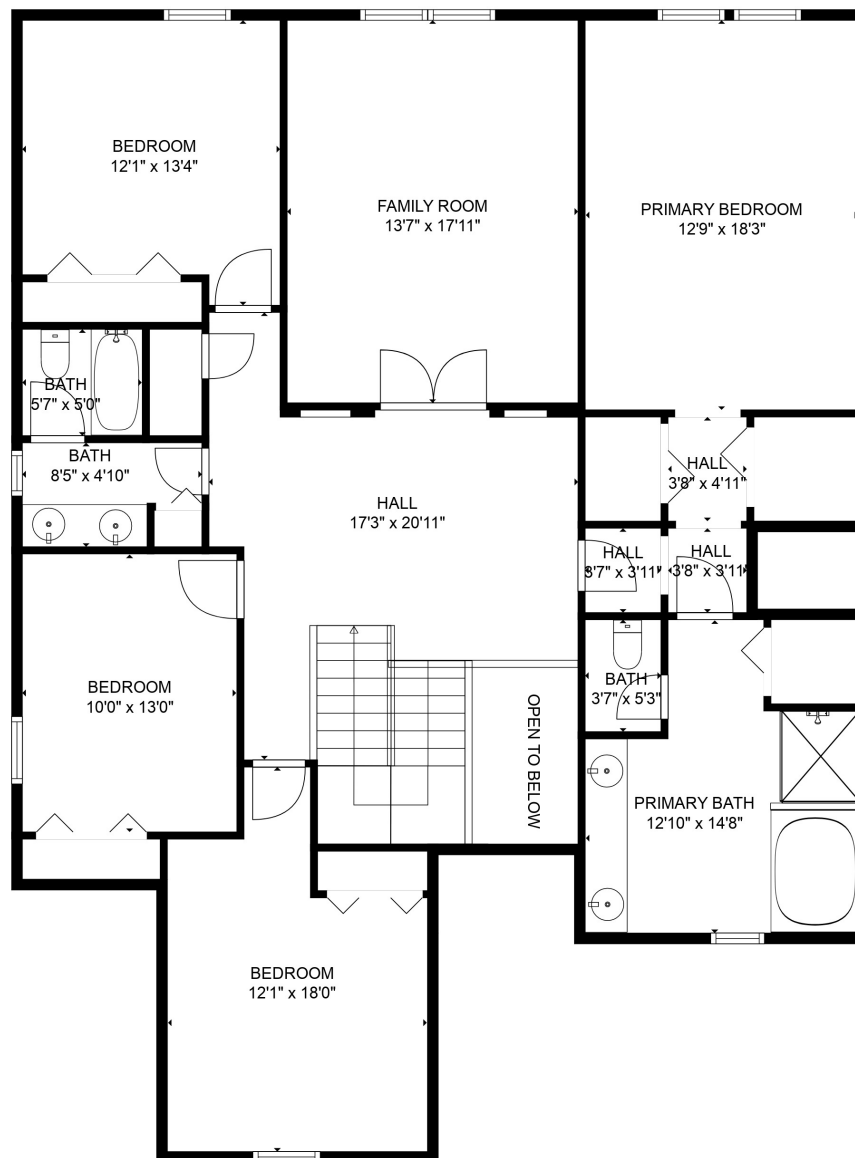 BEDROOM
12'1" x 13'4"
FAMILY ROOM
13'7" x 17'11"
PRIMARY BEDROOM
12'9" x 18'3"
BATH
5'7" x 5'0"
BATH
8'5" x 4'10"
HALL
17'3" x 20'11"
HALL
3'8" x 4'11"
HALL
3'7" x 3'11"
HALL
3'8" x 3'11"
BEDROOM
10'0" x 13'0"
BATH
3'7" x 5'3"
OPEN TO BELOW
PRIMARY BATH
12'10" x 14'8"
BEDROOM
12'1" x 18'0"